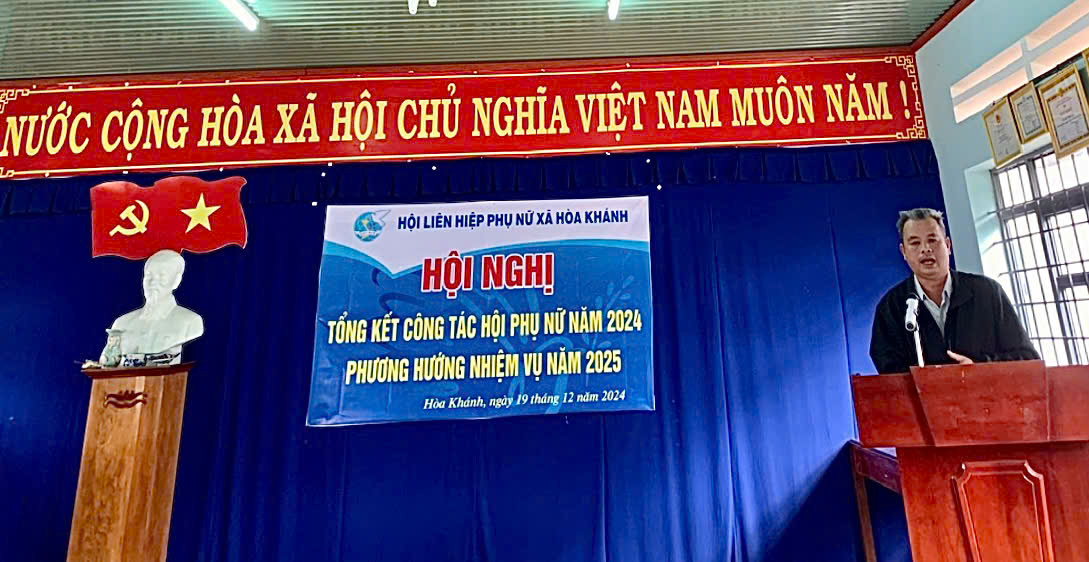 NƯỚC CỘNG HÒA XÃ HỘI CHỦ NGHĨA VIỆT NAM MUÔN NĂM !
HỘI LIÊN HIỆP PHỤ NỮ XÃ HÒA KHÁNH
HỘI NGHỊ
TỔNG KẾT CÔNG TÁC HỘI PHỤ NỮ NĂM 2024
PHƯƠNG HƯỚNG NHIỆM VỤ NĂM 2025
Hòa Khánh, ngày 19 tháng 12 năm 2024